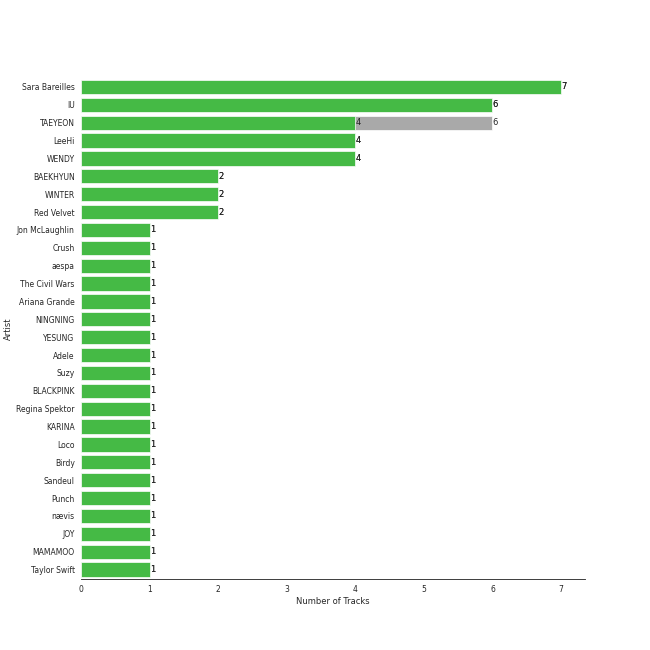 Sara Bareilles 7
IU 6
TAEYEON 4 6
LeeHi 4
WENDY 4
BAEKHYUN 2
WINTER 2
Red Velvet 2
Jon McLaughlin 1
Crush 1
aespa 1
The Civil Wars 1
Ariana Grande 1
NINGNING 1
YESUNG 1
Adele 1
Suzy 1
BLACKPINK 1
Regina Spektor 1
KARINA 1
Loco 1
Birdy 1
Sandeul 1
Punch 1
nævis 1
JOY 1
MAMAMOO 1
Taylor Swift 1
Artist
0 1 2 3 4 5 6 7
Number of Tracks